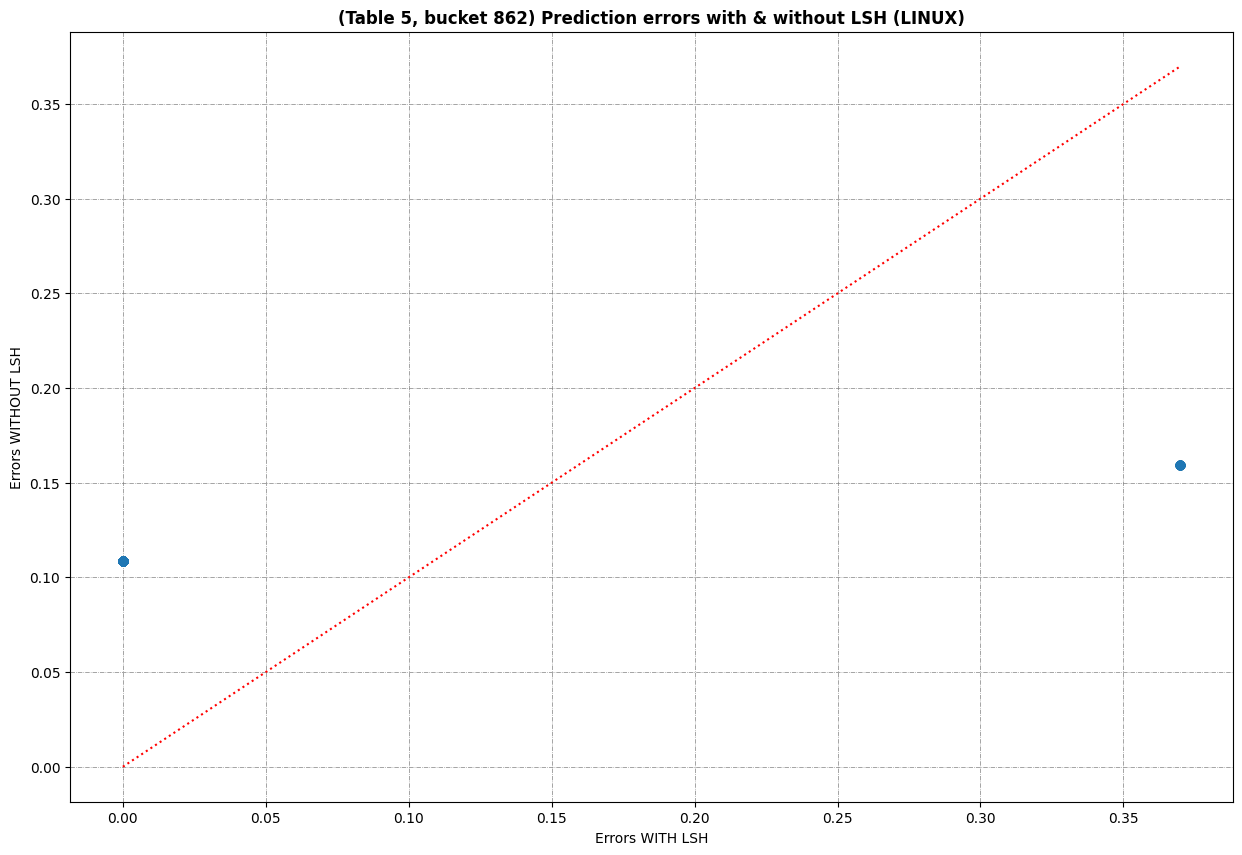 (Table 5, bucket 862) Prediction errors with & without LSH (LINUX)
Errors WITHOUT LSH
0.35
0.30
0.25
0.20
0.15
0.10
0.05
0.00
0.00 0.05 0.10 0.15 0.20 0.25 0.30 0.35
Errors WITH LSH